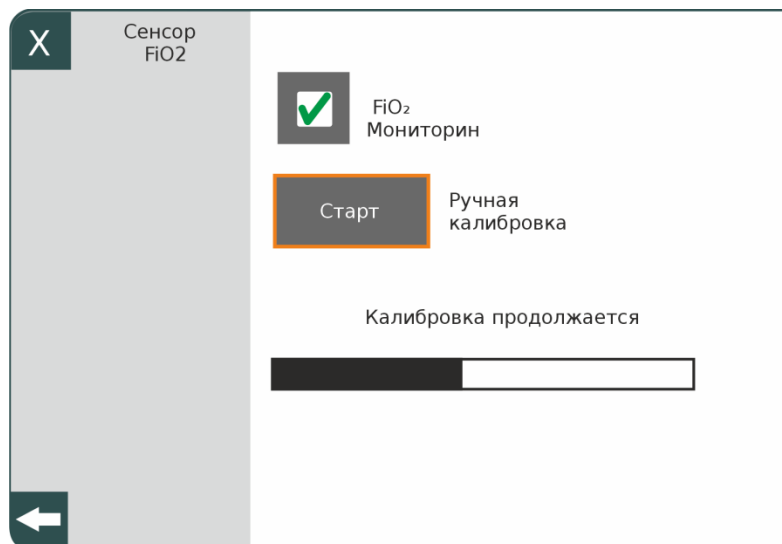 X
Сенсор
FiO2
FiO₂
Мониторин
Старт
Ручная
калибровка
Калибровка продолжается